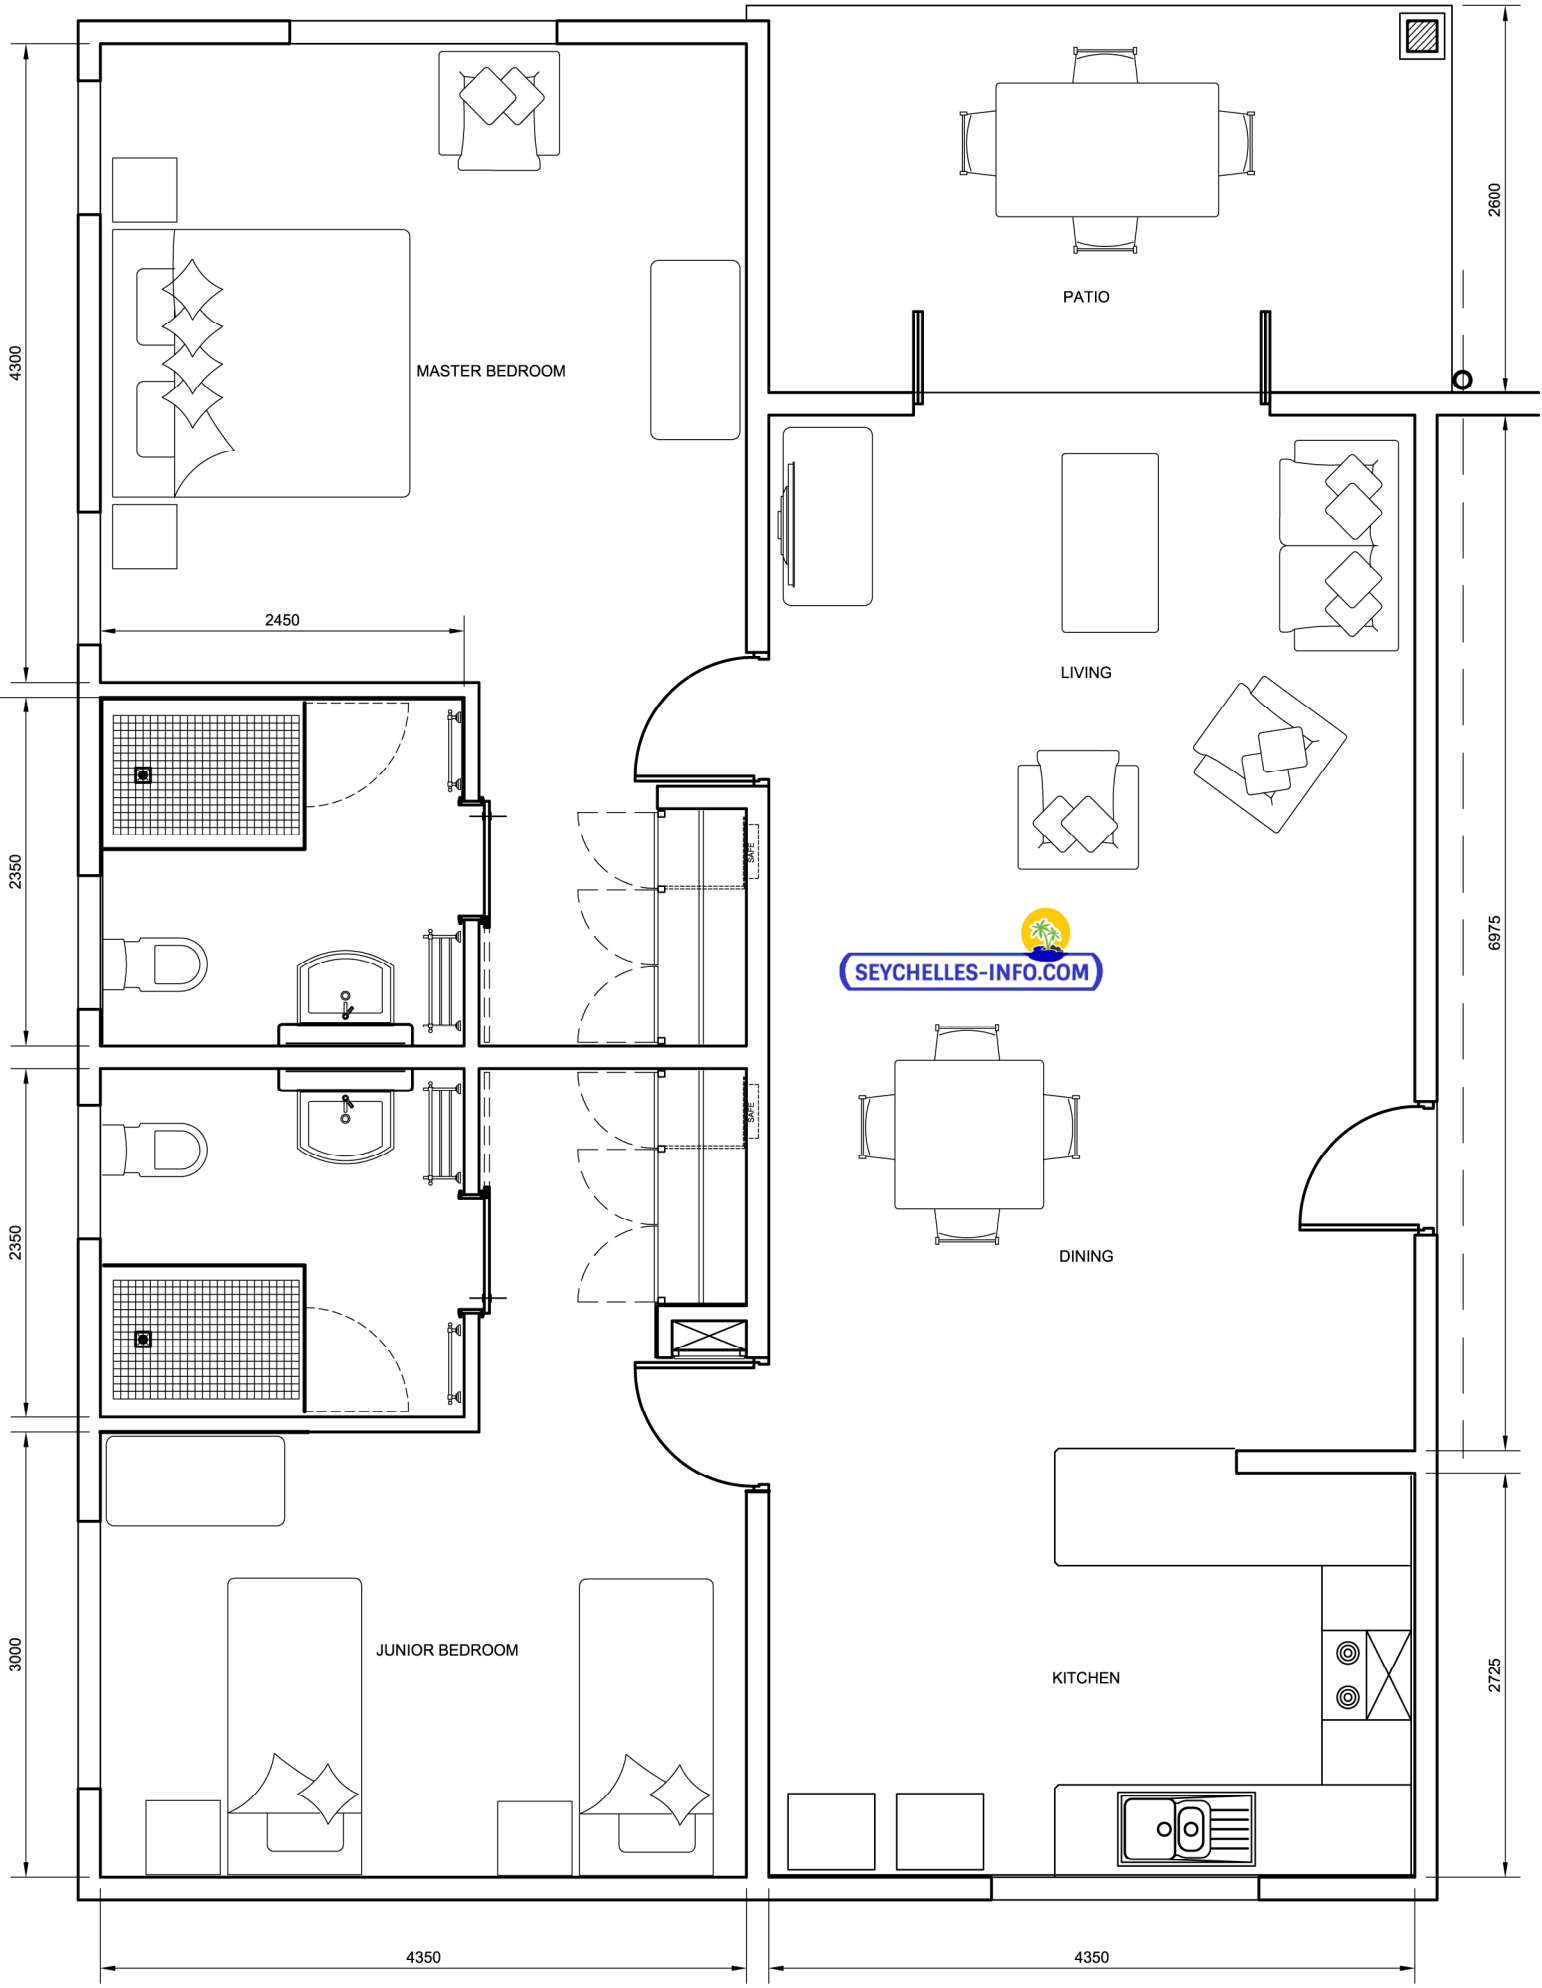 2600
PATIO
4300
MASTER BEDROOM
2450
LIVING
2350
SAFE
6975
SEYCHELLES-INFO.COM
SAFE
2350
DINING
3000
JUNIOR BEDROOM
KITCHEN
2725
4350
4350